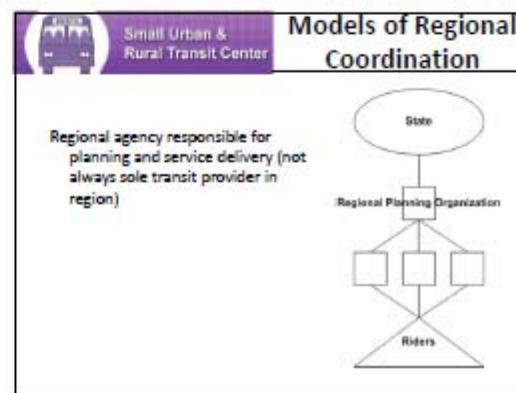 Small Urban &
Rural Transit Center
Models of Regional
Coordination
Regional agency responsible for
planning and service delivery (not
always sole transit provider in
region)
State
Regional Planning Organization
Riders